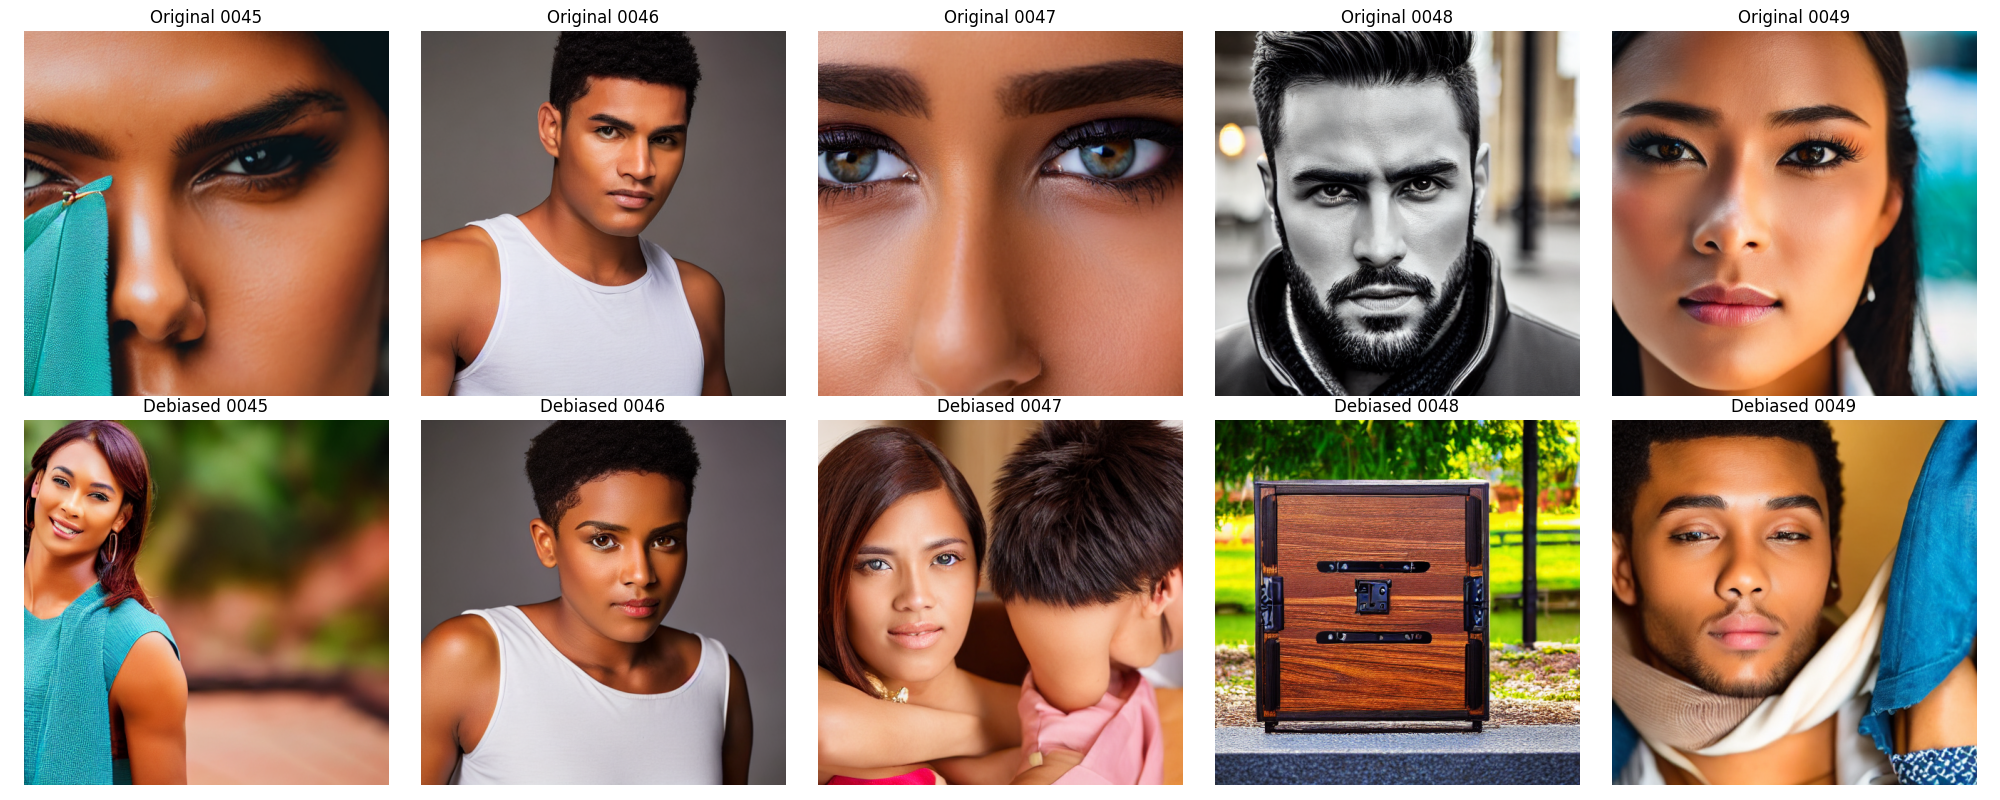 Original 0045
Original 0046
Original 0047
Original 0048
Original 0049
Debiased 0045
Debiased 0046
Debiased 0047
Debiased 0048
Debiased 0049